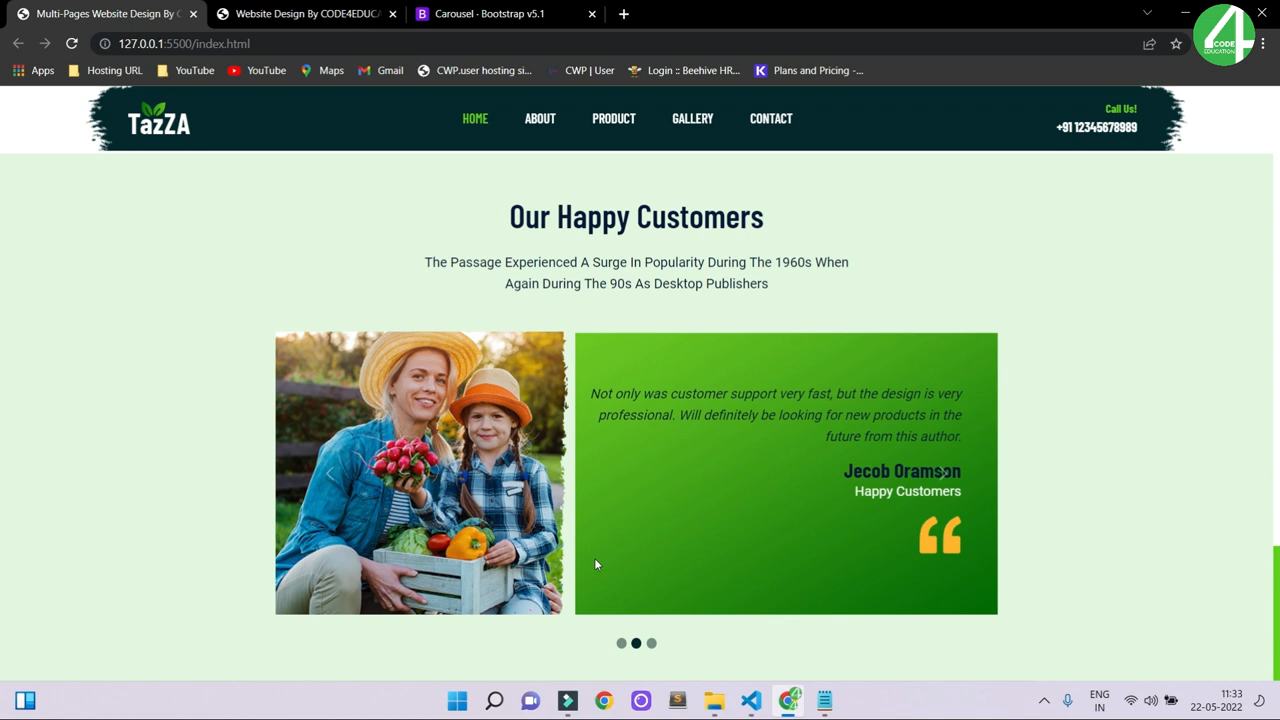 Multi-Pages Website Design By C
Website Design By CODE4EDUCA
Carousel · Bootstrap v5.1
4
CODE
EDUCATION
127.0.0.1:5500/index.html
Apps
Hosting URL
YouTube
YouTube
Maps
Gmail
CWP.user hosting si...
CWP | User
Login :: Beehive HR...
Plans and Pricing -...
TazZA
HOME
ABOUT
PRODUCT
GALLERY
CONTACT
Call Us!
+91 12345678989
Our Happy Customers
The Passage Experienced A Surge In Popularity During The 1960s When
Again During The 90s As Desktop Publishers
Not only was customer support very fast, but the design is very
professional. Will definitely be looking for new products in the
future from this author.
Jecob Oramson
Happy Customers
ENG
IN
11:33
22-05-2022